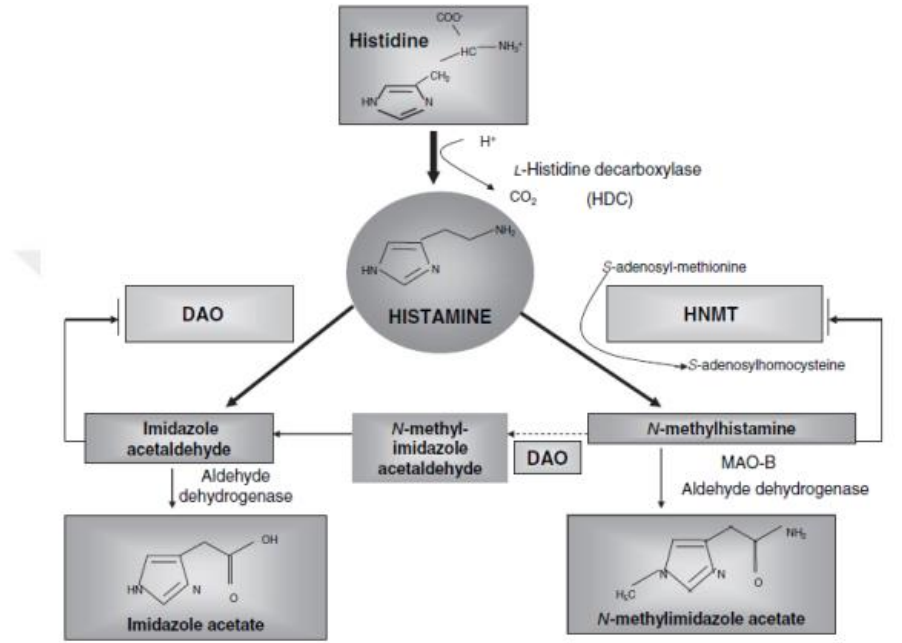 COO-
Histidine
HC
NH₃⁺
CH₂
HN
N
H⁺
L-Histidine decarboxylase
CO₂
(HDC)
NH₂
HN
N
HISTAMINE
S-adenosyl-methionine
DAO
HNMT
S-adenosylhomocysteine
Imidazole
acetaldehyde
N-methyl-
imidazole
acetaldehyde
DAO
N-methylhistamine
Aldehyde
dehydrogenase
MAO-B
Aldehyde dehydrogenase
OH
HN
N
O
Imidazole acetate
NH₂
N
N
O
H₃C
N-methylimidazole acetate